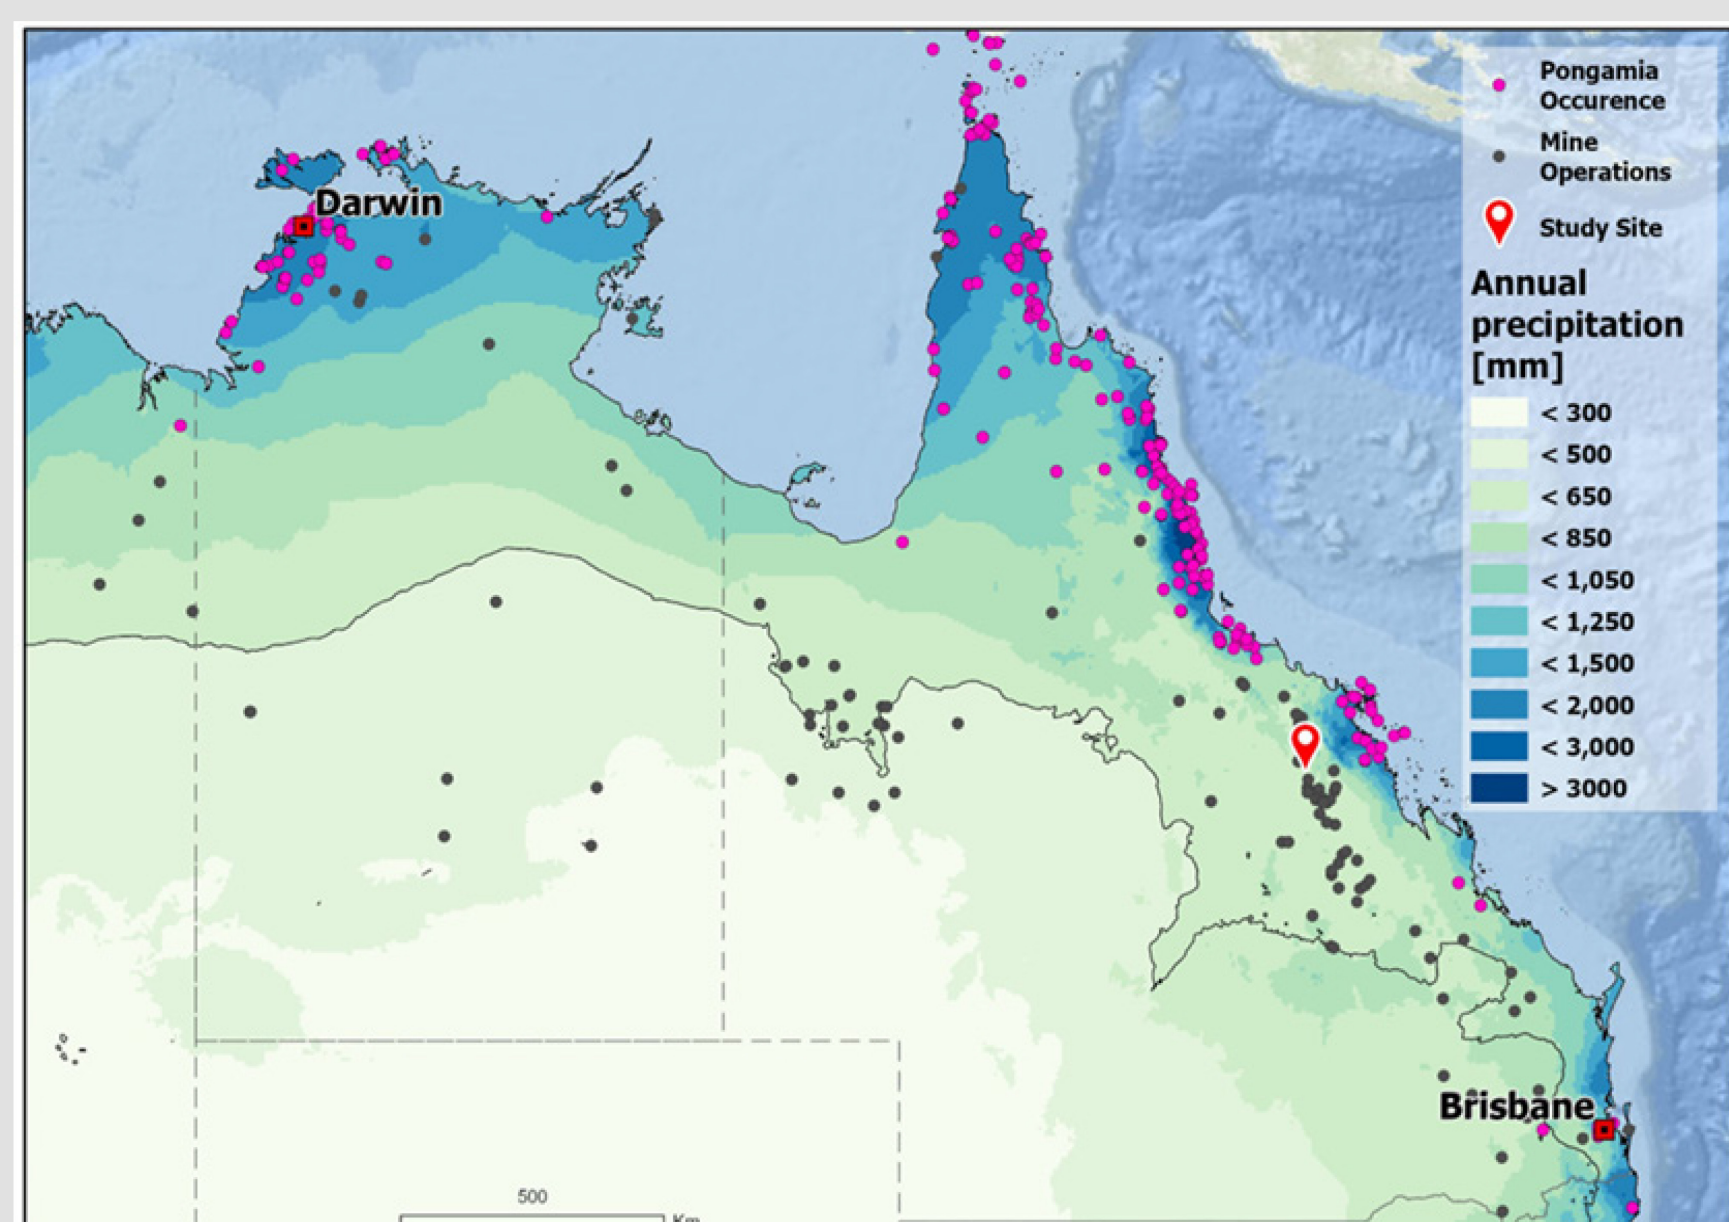 Pongamia
Occurence
Mine
Operations
Study Site
Annual
precipitation
[mm]
< 300
< 500
< 650
< 850
< 1,050
< 1,250
< 1,500
< 2,000
< 3,000
> 3000
Darwin
Brisbane
500
Km